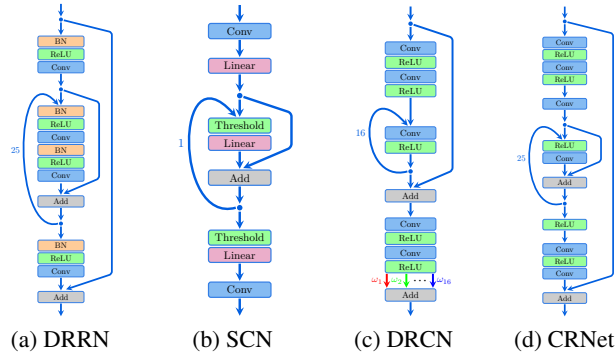 BN
ReLU
Conv
BN
ReLU
Conv
BN
ReLU
Conv
25
Add
BN
ReLU
Conv
Add
(a) DRRN
Conv
Linear
Threshold
Linear
1
Add
Threshold
Linear
Conv
(b) SCN
Conv
ReLU
Conv
ReLU
16
Conv
ReLU
Add
Conv
ReLU
Conv
ReLU
ω1 ω2 ··· ω16
Add
(c) DRCN
Conv
ReLU
Conv
ReLU
Conv
25
ReLU
Conv
Add
ReLU
Conv
ReLU
Conv
Add
(d) CRNet